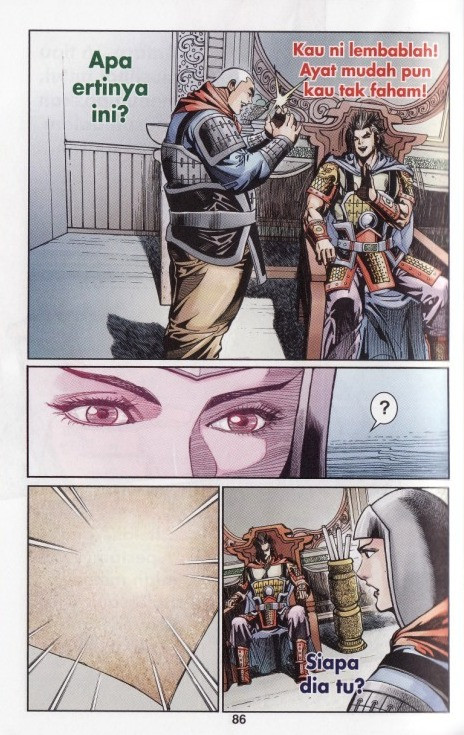 Apa
ertinya
ini?
Kau ni lembablah!
Ayat mudah pun
kau tak faham!
?
Siapa
dia tu?
86